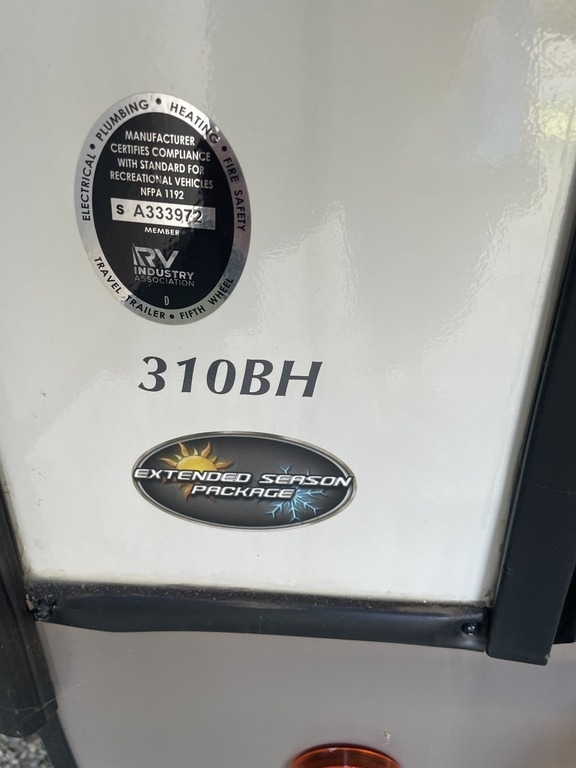 ELECTRICAL • PLUMBING • HEATING • FIRE SAFETY
MANUFACTURER
CERTIFIES COMPLIANCE
WITH STANDARD FOR
RECREATIONAL VEHICLES
NFPA 1192
S A333972
MEMBER
RV
INDUSTRY
ASSOCIATION
D
TRAVEL TRAILER • FIFTH WHEEL
310BH
EXTENDED SEASON
PACKAGE